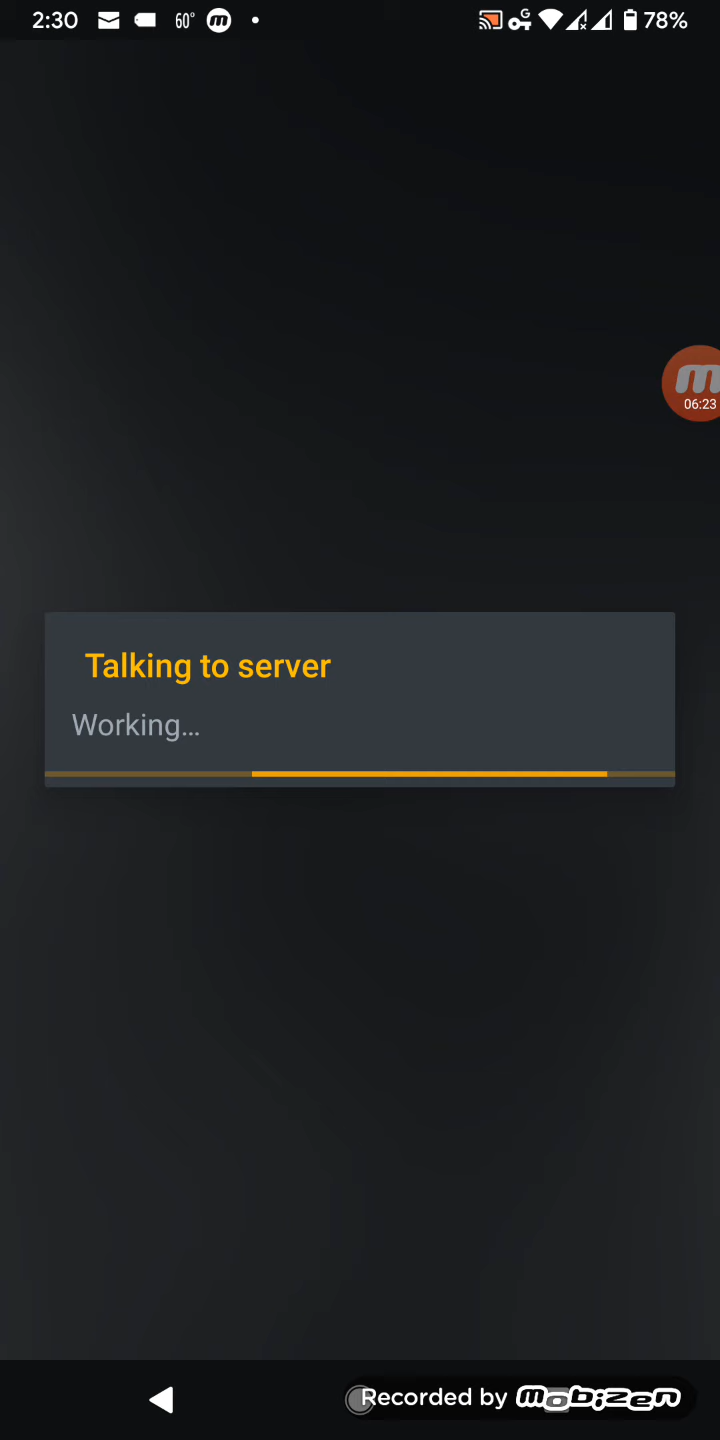 2:30 60° m G 78%
m
06:23
Talking to server
Working...
Recorded by mobizen